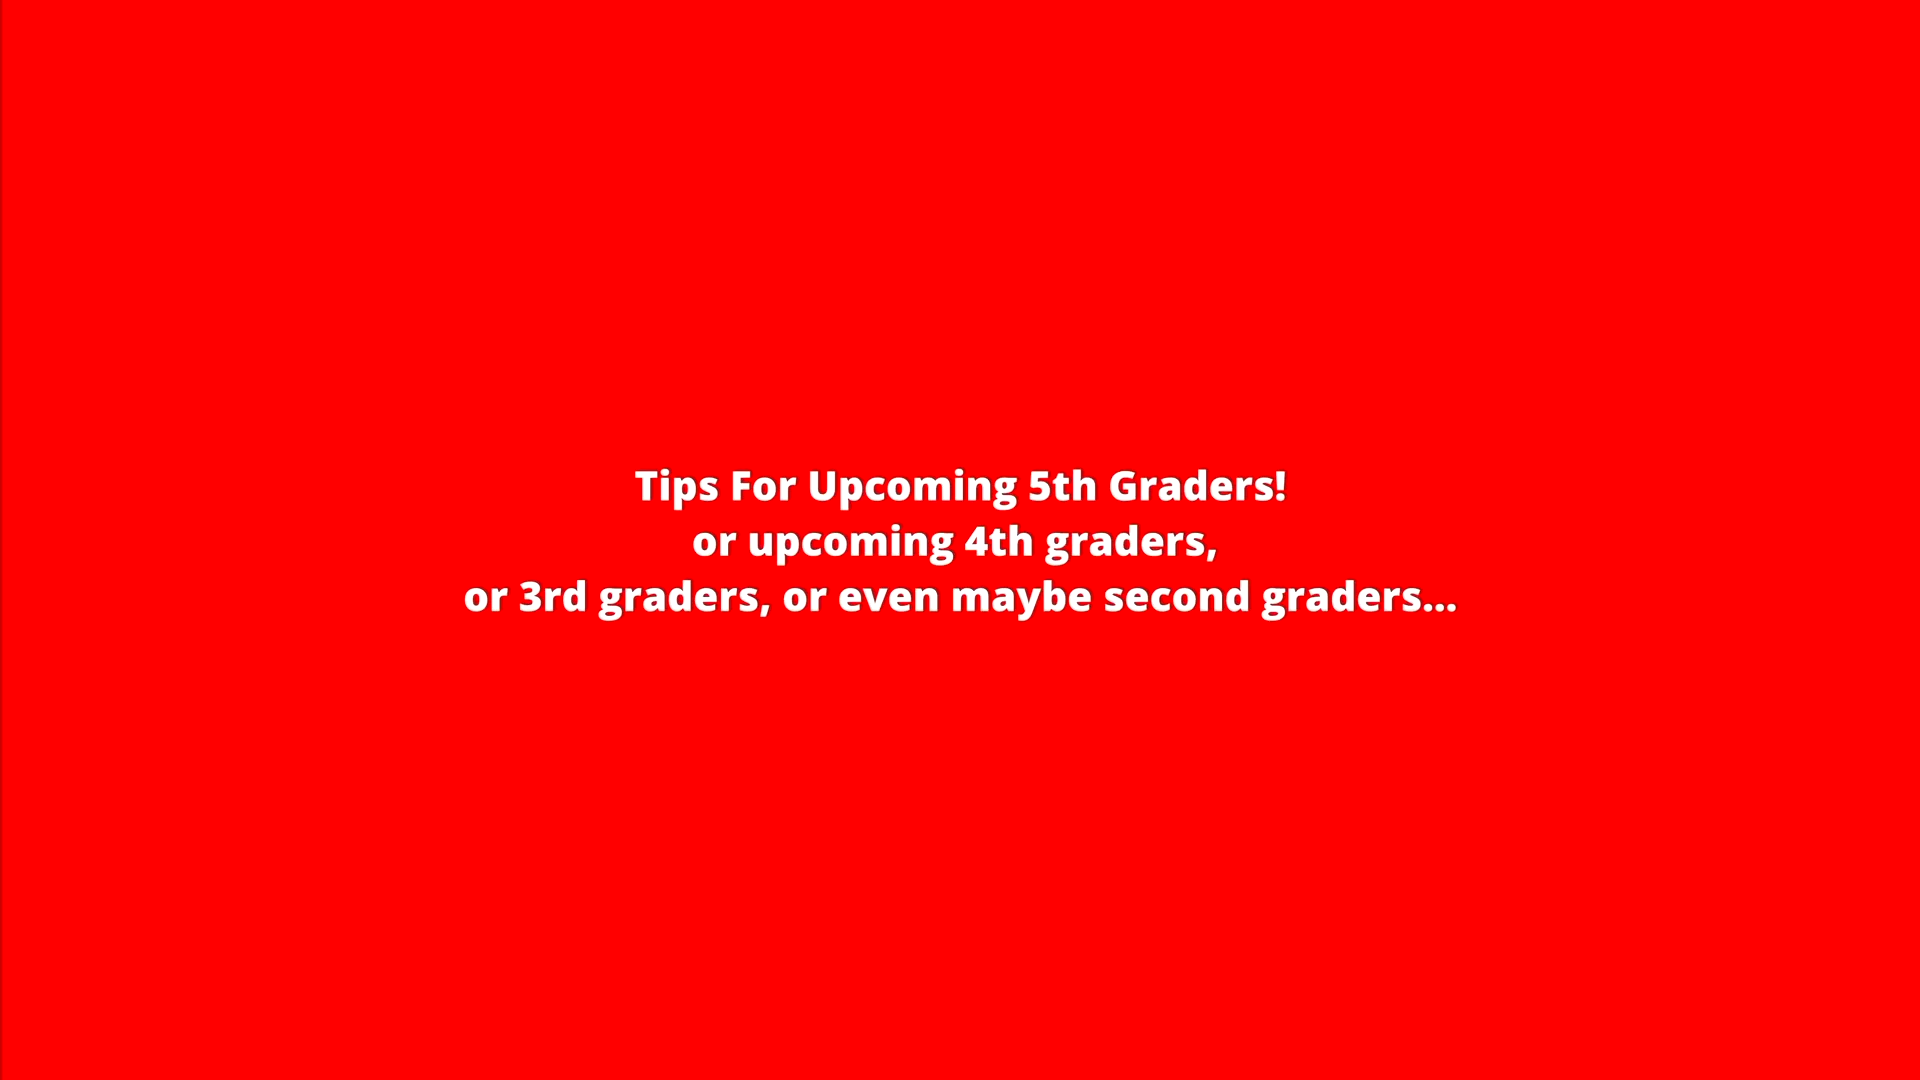 Tips For Upcoming 5th Graders!
or upcoming 4th graders,
or 3rd graders, or even maybe second graders...